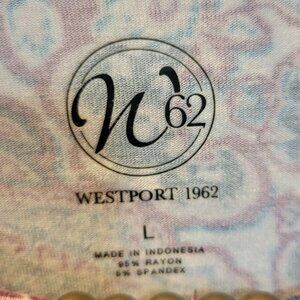 W62
WESTPORT 1962
L
MADE IN INDONESIA
95% RAYON
5% SPANDEX